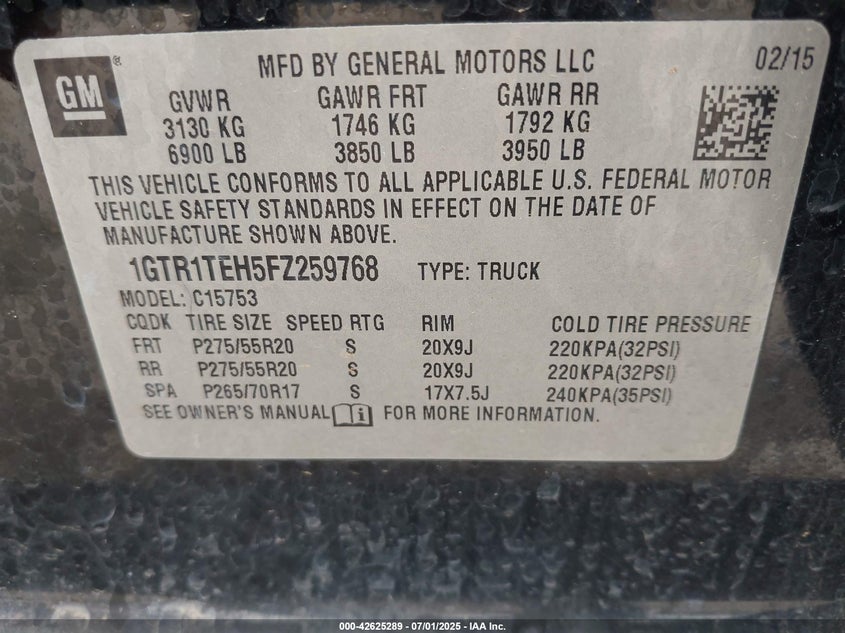 GM ®
MFD BY GENERAL MOTORS LLC 02/15
GVWR GAWR FRT GAWR RR
3130 KG 1746 KG 1792 KG
6900 LB 3850 LB 3950 LB
THIS VEHICLE CONFORMS TO ALL APPLICABLE U.S. FEDERAL MOTOR
VEHICLE SAFETY STANDARDS IN EFFECT ON THE DATE OF
MANUFACTURE SHOWN ABOVE.
1GTR1TEH5FZ259768 TYPE: TRUCK
MODEL: C15753
CQDK TIRE SIZE SPEED RTG RIM COLD TIRE PRESSURE
FRT P275/55R20 S 20X9J 220KPA(32PSI)
RR P275/55R20 S 20X9J 220KPA(32PSI)
SPA P265/70R17 S 17X7.5J 240KPA(35PSI)
SEE OWNER'S MANUAL i FOR MORE INFORMATION.
000-42625289 - 07/01/2025 - IAA Inc.